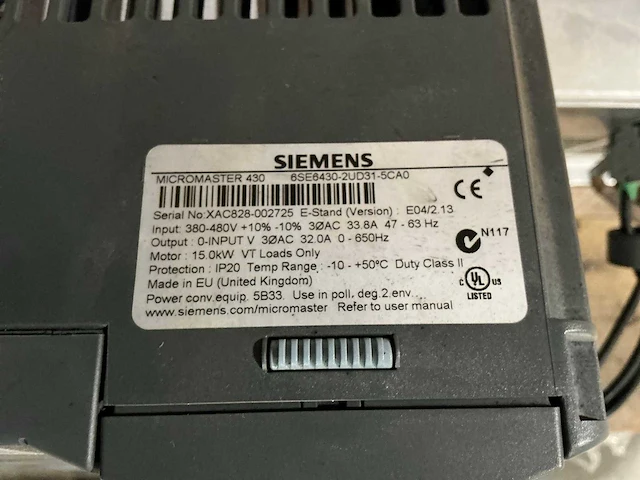 SIEMENS
MICROMASTER 430 6SE6430-2UD31-5CA0
Serial No:XAC828-002725 E-Stand (Version) : E04/2.13
Input: 380-480V +10% -10% 3ØAC 33.8A 47 - 63 Hz
Output : 0-INPUT V 3ØAC 32.0A 0 - 650Hz
N117
Motor : 15.0kW VT Loads Only
Protection : IP20 Temp Range : -10 - +50°C Duty Class II
Made in EU (United Kingdom)
C UL US
LISTED
Power conv.equip. 5B33. Use in poll. deg.2 env.
www.siemens.com/micromaster Refer to user manual
CE